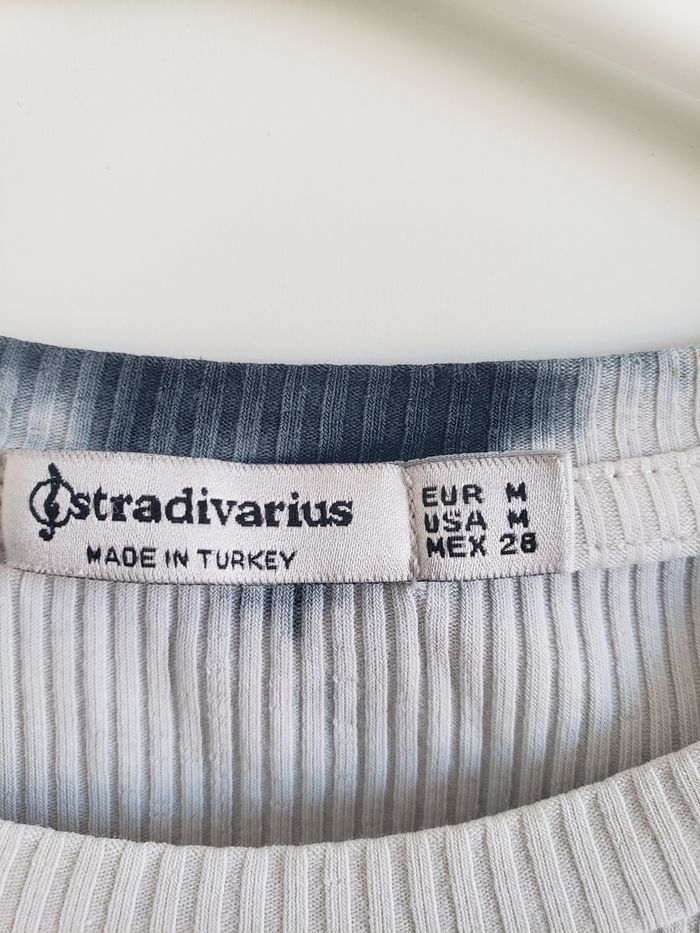 stradivarius
MADE IN TURKEY
EUR M
USA M
MEX 28